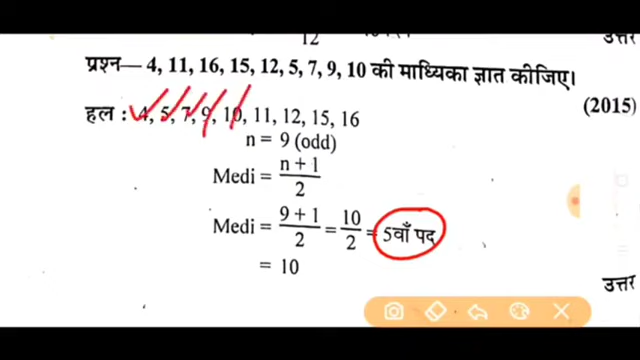 12 उत्तर
प्रश्न— 4, 11, 16, 15, 12, 5, 7, 9, 10 की माध्यिका ज्ञात कीजिए।
(2015)
हल : 4, 5, 7, 9, 10, 11, 12, 15, 16
n = 9 (odd)
Medi = n + 1 / 2
Medi = 9 + 1 / 2 = 10 / 2 = 5वाँ पद
= 10
उत्तर